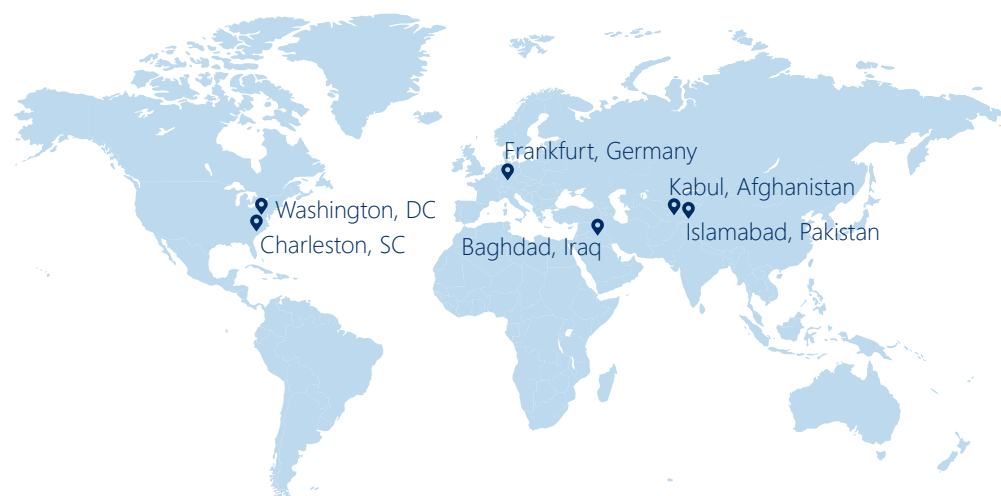 Frankfurt, Germany
Kabul, Afghanistan
Washington, DC
Islamabad, Pakistan
Charleston, SC
Baghdad, Iraq